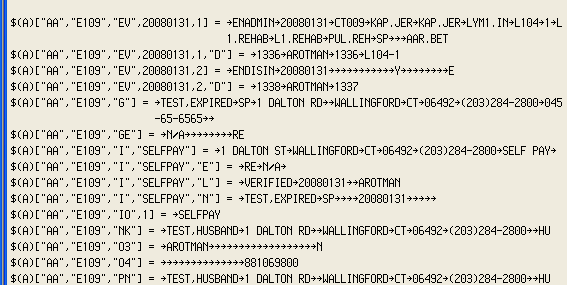 $(A)["AA","E109","EV",20080131,1] = →ENADMIN→20080131→CT009→KAP.JER→KAP.JER→LYM1.IN→L104→1→L
1.REHAB→L1.REHAB→PUL.REH→SP→→→AAR.BET
$(A)["AA","E109","EV",20080131,1,"D"] = →1336→AROTMAN→1336→L104-1
$(A)["AA","E109","EV",20080131,2] = →ENDISIN→20080131→→→→→→→→→→→Y→→→→→→→→E
$(A)["AA","E109","EV",20080131,2,"D"] = →1338→AROTMAN→1337
$(A)["AA","E109","G"] = →TEST,EXPIRED→SP→1 DALTON RD→→WALLINGFORD→CT→06492→(203)284-2800→045
-65-6565→→
$(A)["AA","E109","GE"] = →N/A→→→→→→→→RE
$(A)["AA","E109","I","SELFPAY"] = →1 DALTON ST→WALLINGFORD→CT→06492→(203)284-2800→SELF PAY→
$(A)["AA","E109","I","SELFPAY","E"] = →RE→N/A→
$(A)["AA","E109","I","SELFPAY","L"] = →VERIFIED→20080131→→AROTMAN
$(A)["AA","E109","I","SELFPAY","N"] = →TEST,EXPIRED→SP→→→→20080131→→→→→
$(A)["AA","E109","IO",1] = →SELFPAY
$(A)["AA","E109","NK"] = →TEST,HUSBAND→1 DALTON RD→→WALLINGFORD→CT→06492→(203)284-2800→→HU
$(A)["AA","E109","O3"] = →AROTMAN→→→→→→→→→→→→→→→→→→N
$(A)["AA","E109","O4"] = →→→→→→→→→→→→→→881069800
$(A)["AA","E109","PN"] = →TEST,HUSBAND→1 DALTON RD→→WALLINGFORD→CT→06492→(203)284-2800→→HU